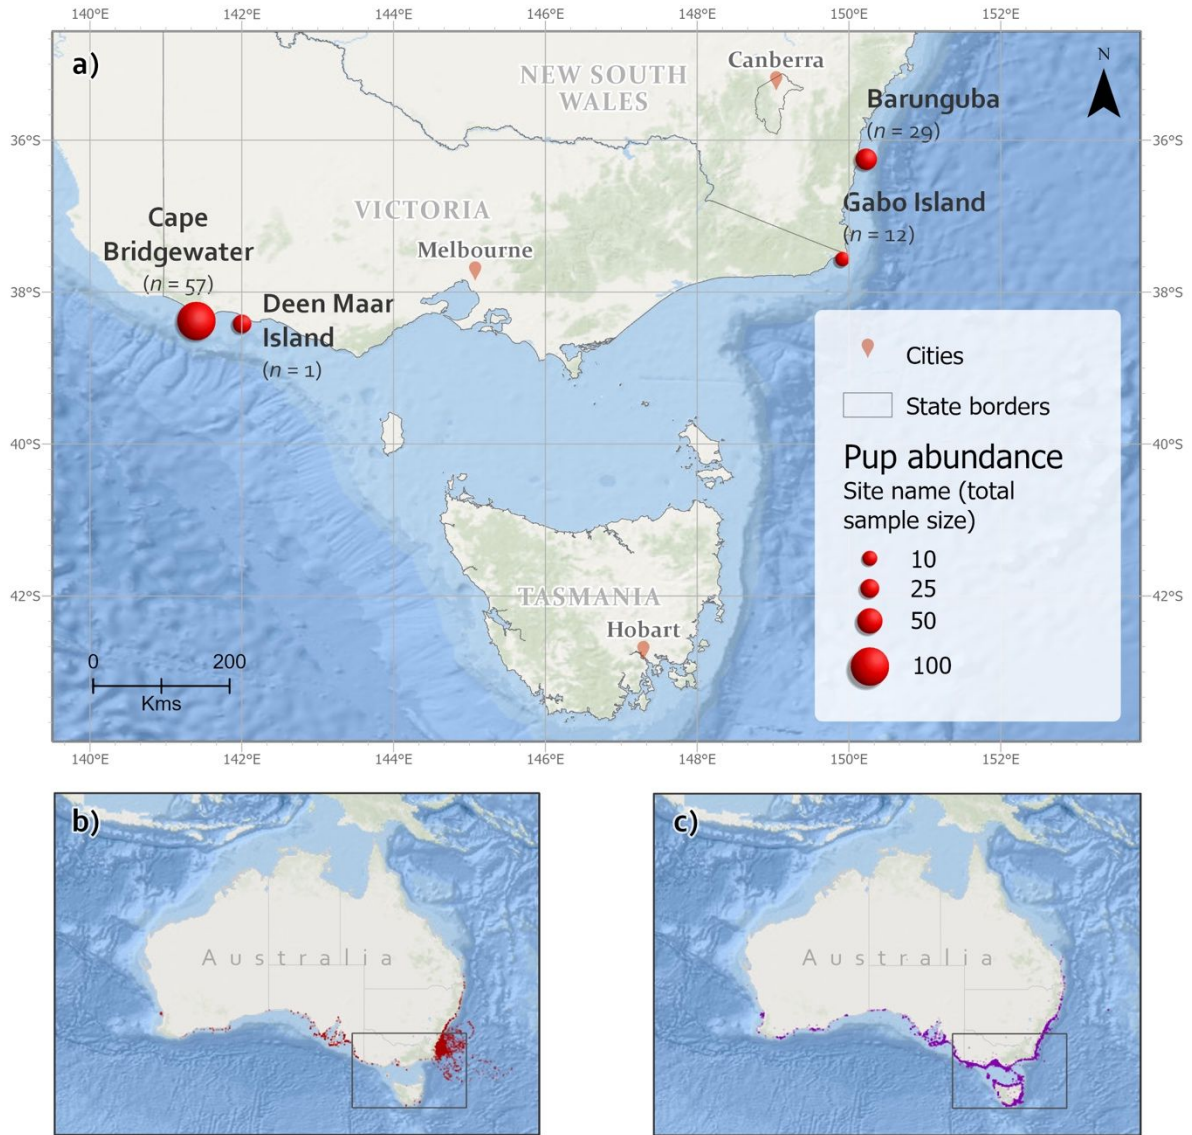 140°E 142°E 144°E 146°E 148°E 150°E 152°E
a)
N
NEW SOUTH
WALES
Canberra
Barunguba
(n = 29)
36°S 36°S
Gabo Island
(n = 12)
VICTORIA
Melbourne
Cape
Bridgewater
(n = 57)
38°S 38°S
Deen Maar
Island
(n = 1)
Cities
State borders
40°S 40°S
Pup abundance
Site name (total
sample size)
10
25
50
100
42°S 42°S
TASMANIA
Hobart
0 200
Kms
140°E 142°E 144°E 146°E 148°E 150°E 152°E
b)
Australia
c)
Australia